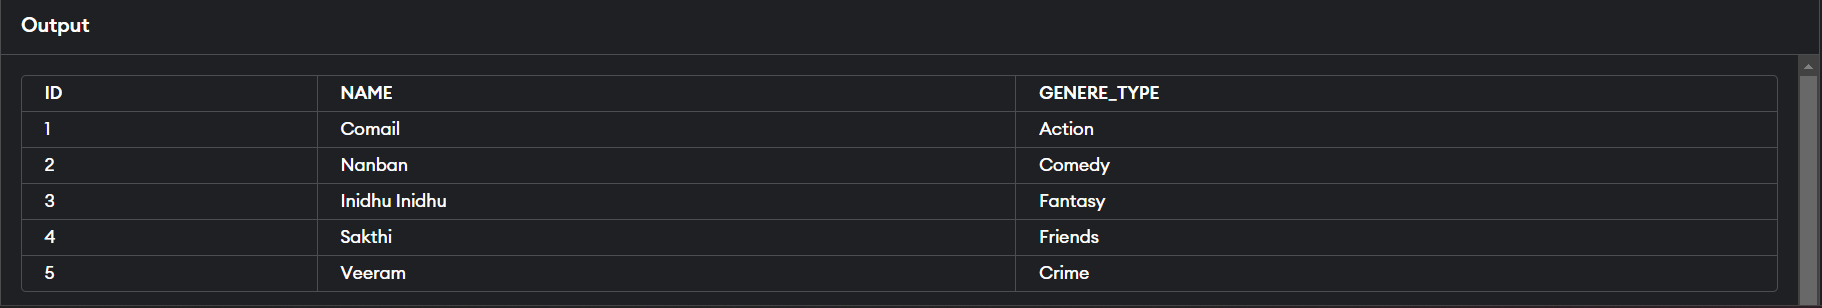 Output
ID NAME GENERE_TYPE
1 Comail Action
2 Nanban Comedy
3 Inidhu Inidhu Fantasy
4 Sakthi Friends
5 Veeram Crime